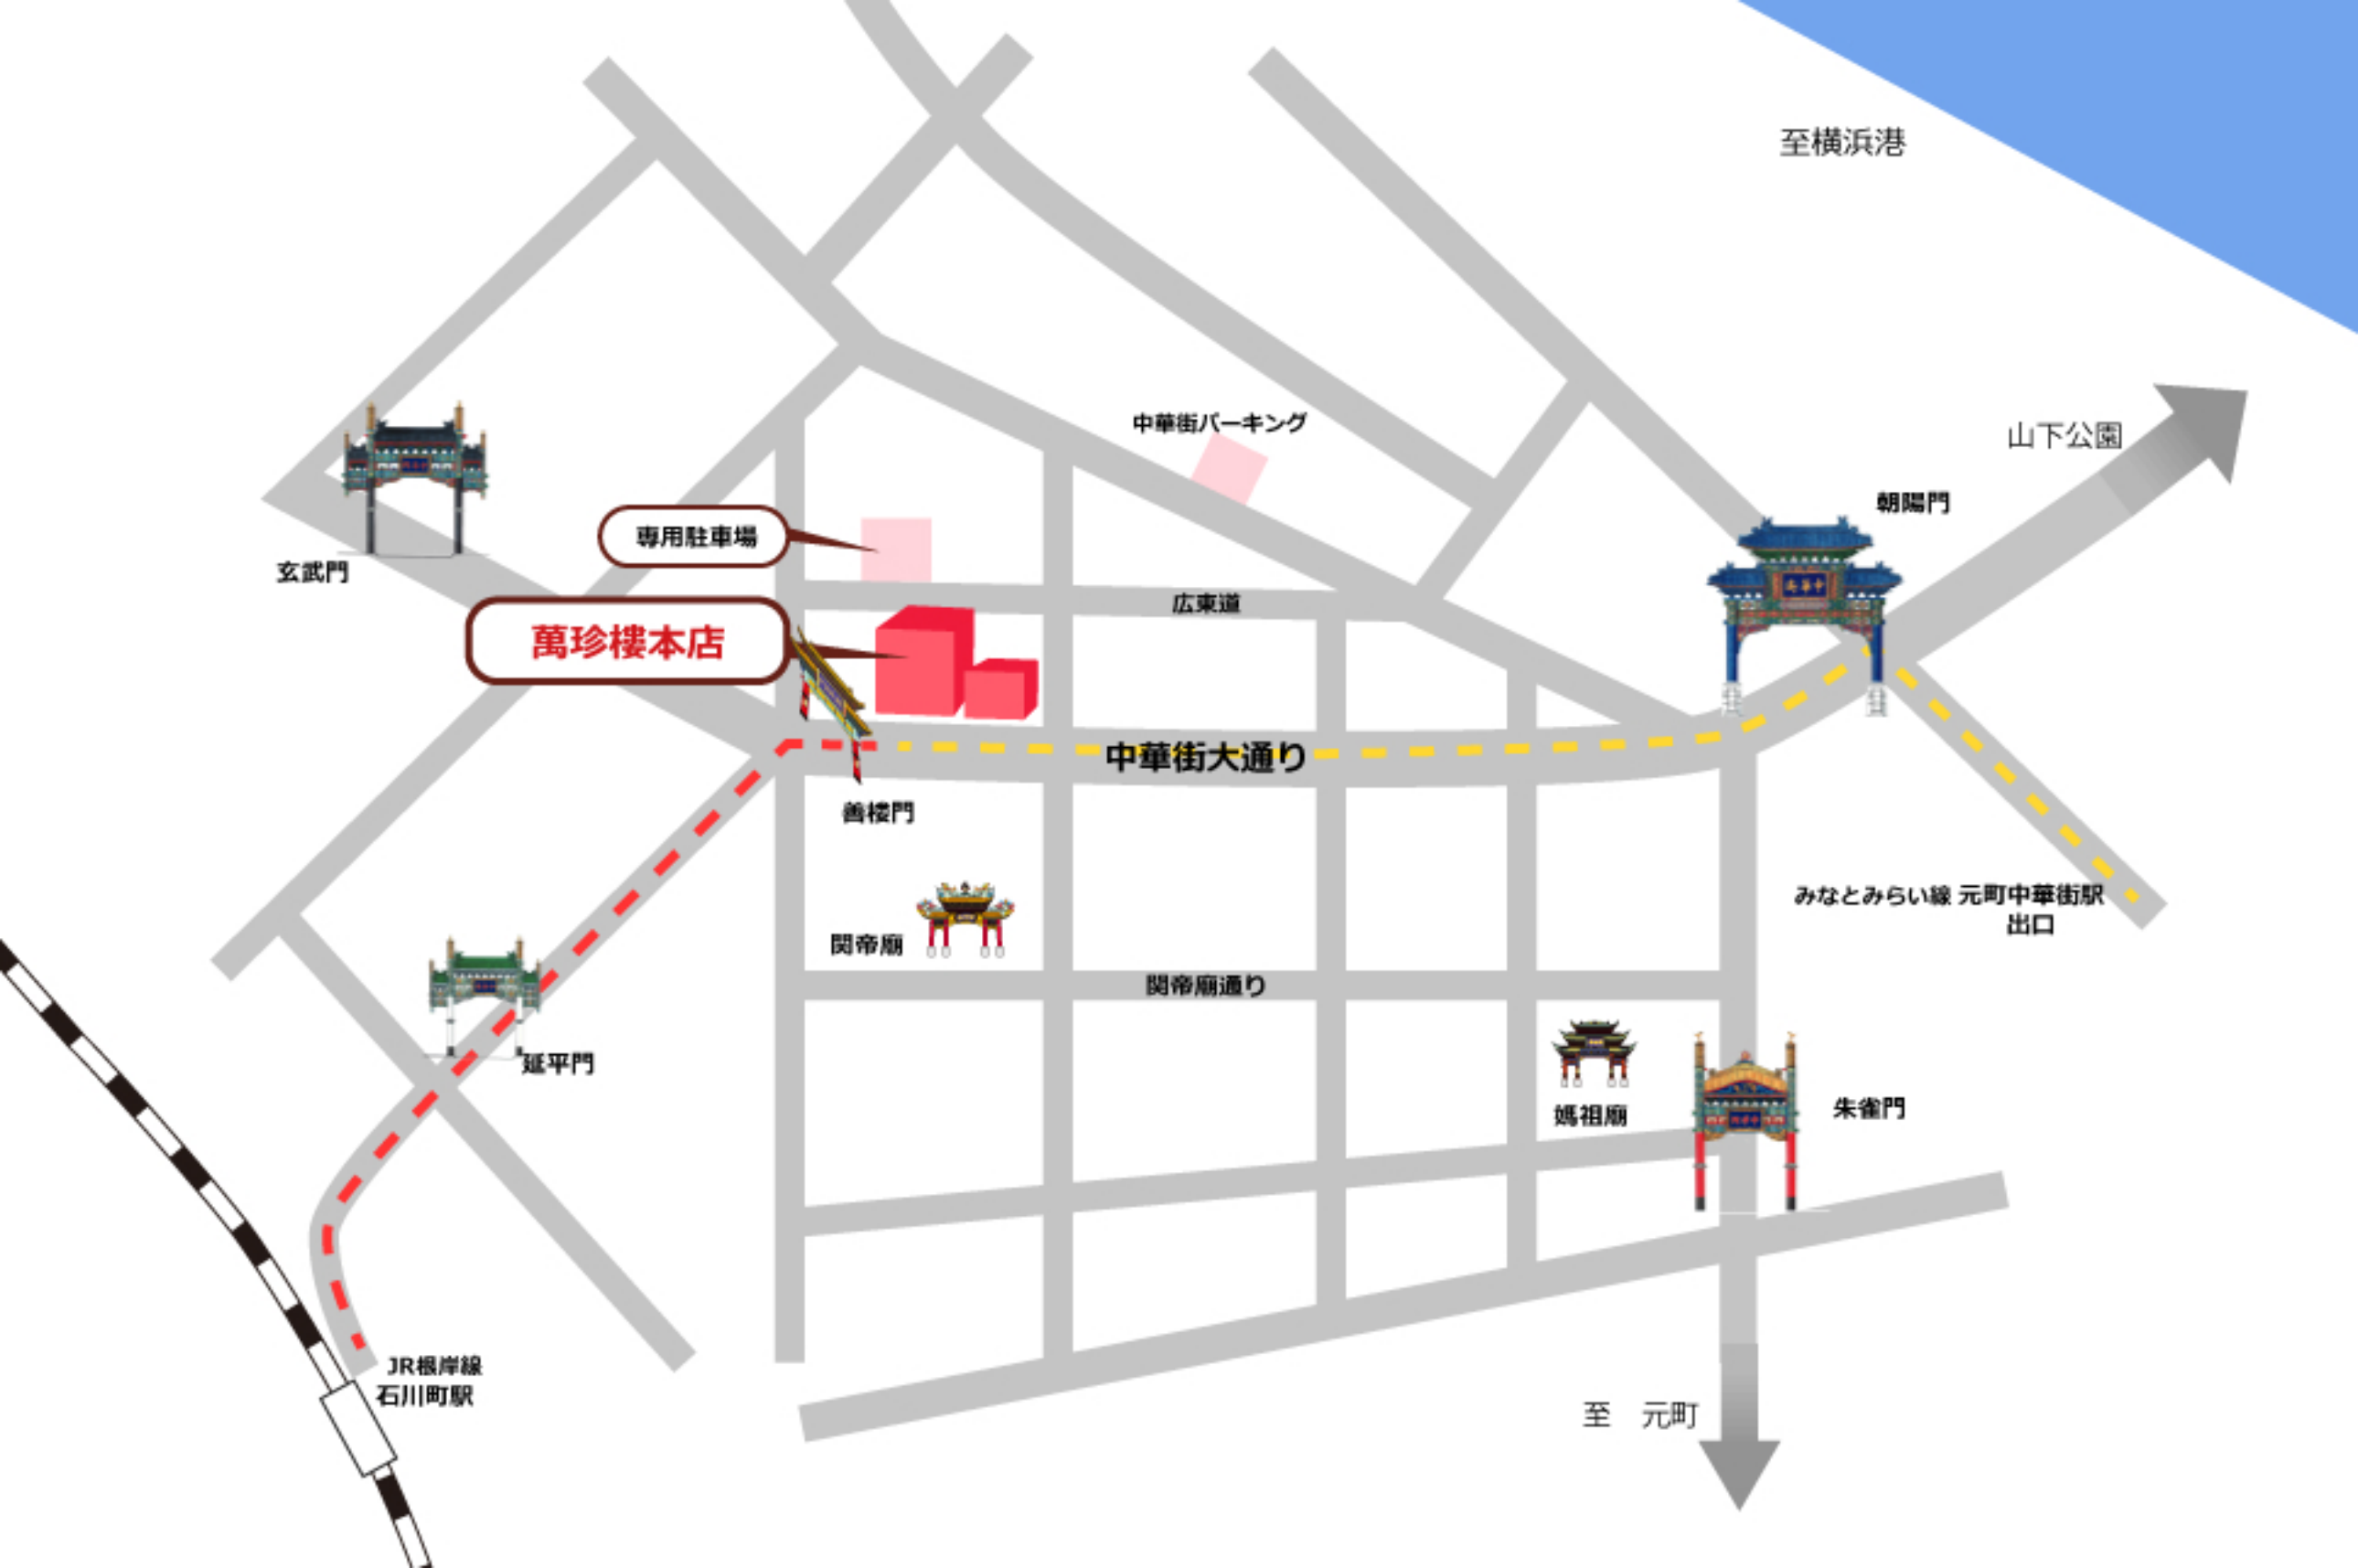 至横浜港
中華街パーキング
山下公園
朝陽門
専用駐車場
玄武門
広東道
萬珍樓本店
中華街大通り
善楼門
みなとみらい線 元町中華街駅
出口
関帝廟
関帝廟通り
延平門
媽祖廟
朱雀門
JR根岸線
石川町駅
至　元町